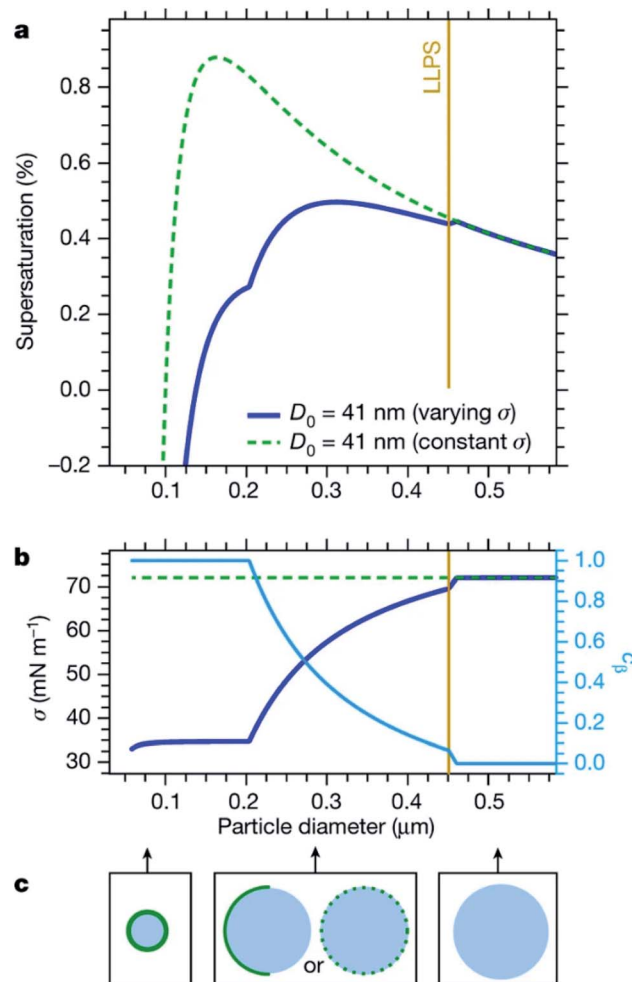 a
LLPS
0.8
0.6
0.4
0.2
0.0
−0.2
Supersaturation (%)
D₀ = 41 nm (varying σ)
D₀ = 41 nm (constant σ)
0.1 0.2 0.3 0.4 0.5
b
70
60
50
40
30
σ (mN m⁻¹)
1.0
0.8
0.6
0.4
0.2
0.0
cβ
0.1 0.2 0.3 0.4 0.5
Particle diameter (μm)
c
or